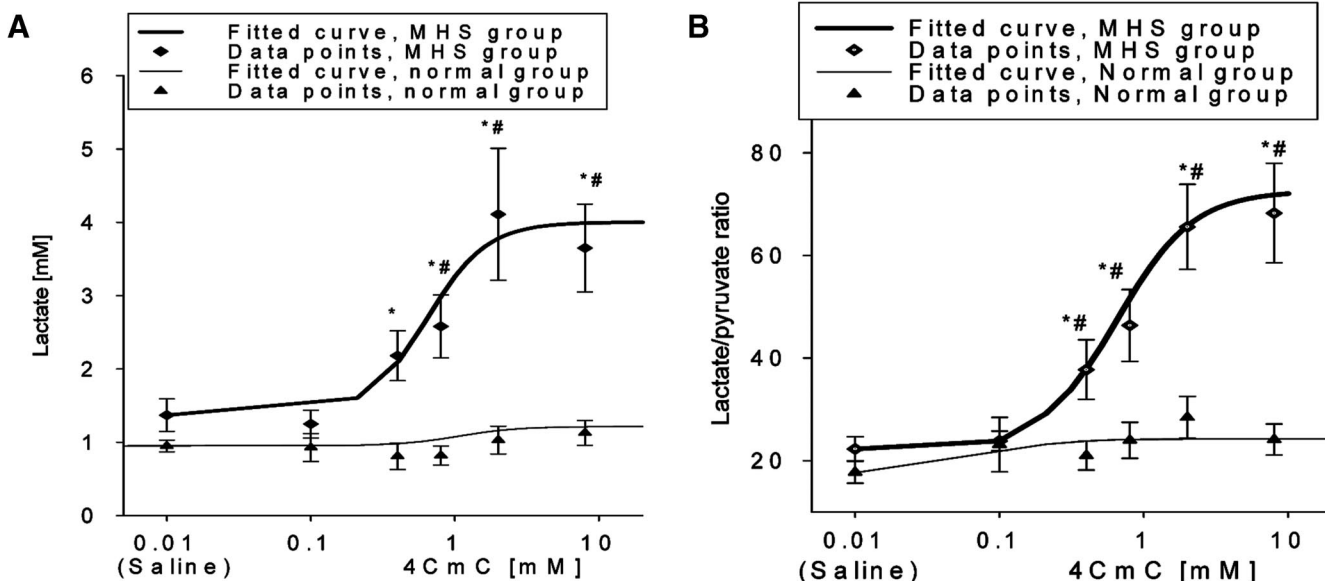 A
Fitted curve, MHS group
Data points, MHS group
Fitted curve, normal group
Data points, normal group
6
5
4
3
2
1
0
Lactate [mM]
*
*#
*#
*#
0.01
0.1
1
10
(Saline)
4CmC [mM]
B
Fitted curve, MHS group
Data points, MHS group
Fitted curve, Normal group
Data points, Normal group
80
60
40
20
Lactate/pyruvate ratio
*#
*#
*#
*#
0.01
0.1
1
10
(Saline)
4CmC [mM]